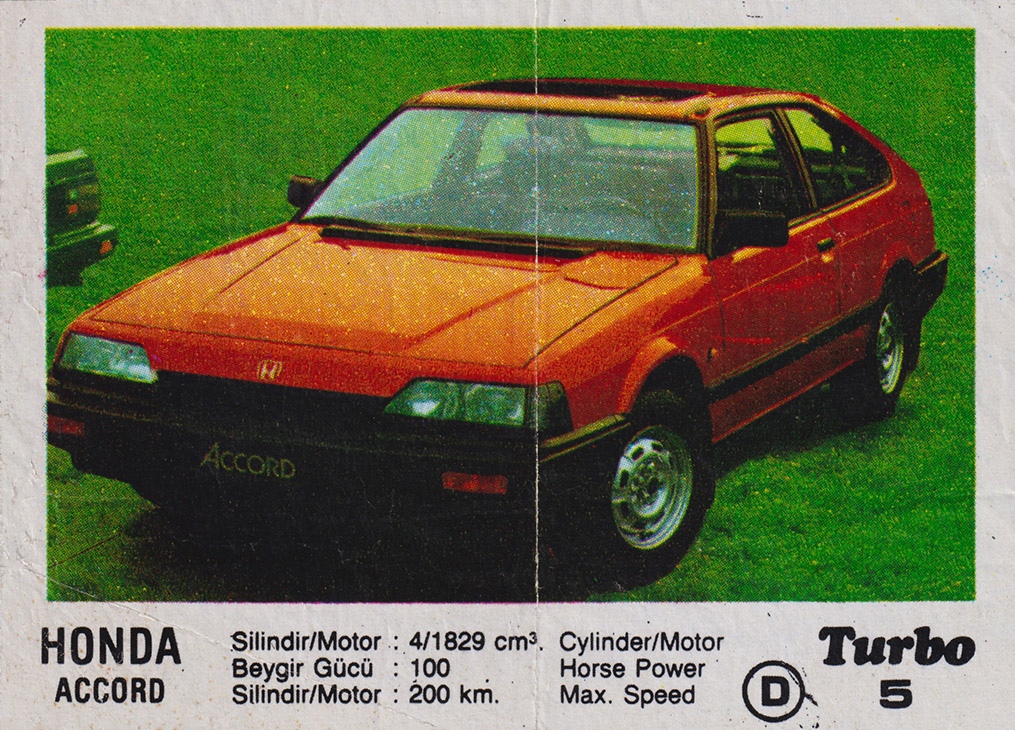 ACCORD
HONDA
ACCORD
Silindir/Motor : 4/1829 cm³. Cylinder/Motor
Beygir Gücü : 100 Horse Power
Silindir/Motor : 200 km. Max. Speed
D
Turbo
5